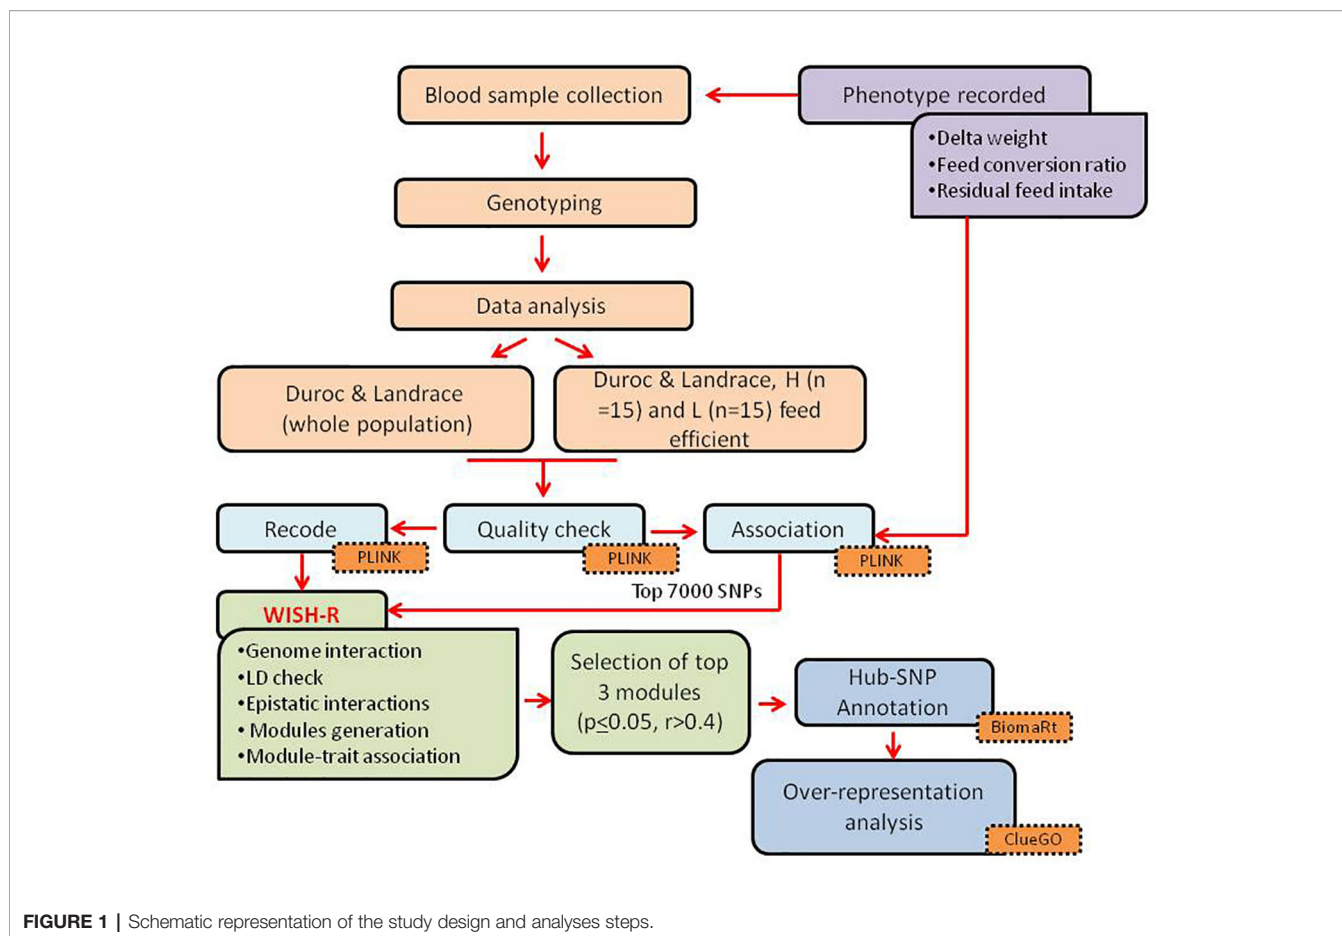 Blood sample collection
Phenotype recorded
•Delta weight
•Feed conversion ratio
•Residual feed intake
Genotyping
Data analysis
Duroc & Landrace
(whole population)
Duroc & Landrace, H (n
=15) and L (n=15) feed
efficient
Recode
PLINK
Quality check
PLINK
Association
PLINK
Top 7000 SNPs
WISH-R
•Genome interaction
•LD check
•Epistatic interactions
• Modules generation
•Module-trait association
Selection of top
3 modules
(p≤0.05, r>0.4)
Hub-SNP
Annotation
BiomaRt
Over-representation
analysis
ClueGO
FIGURE 1 | Schematic representation of the study design and analyses steps.